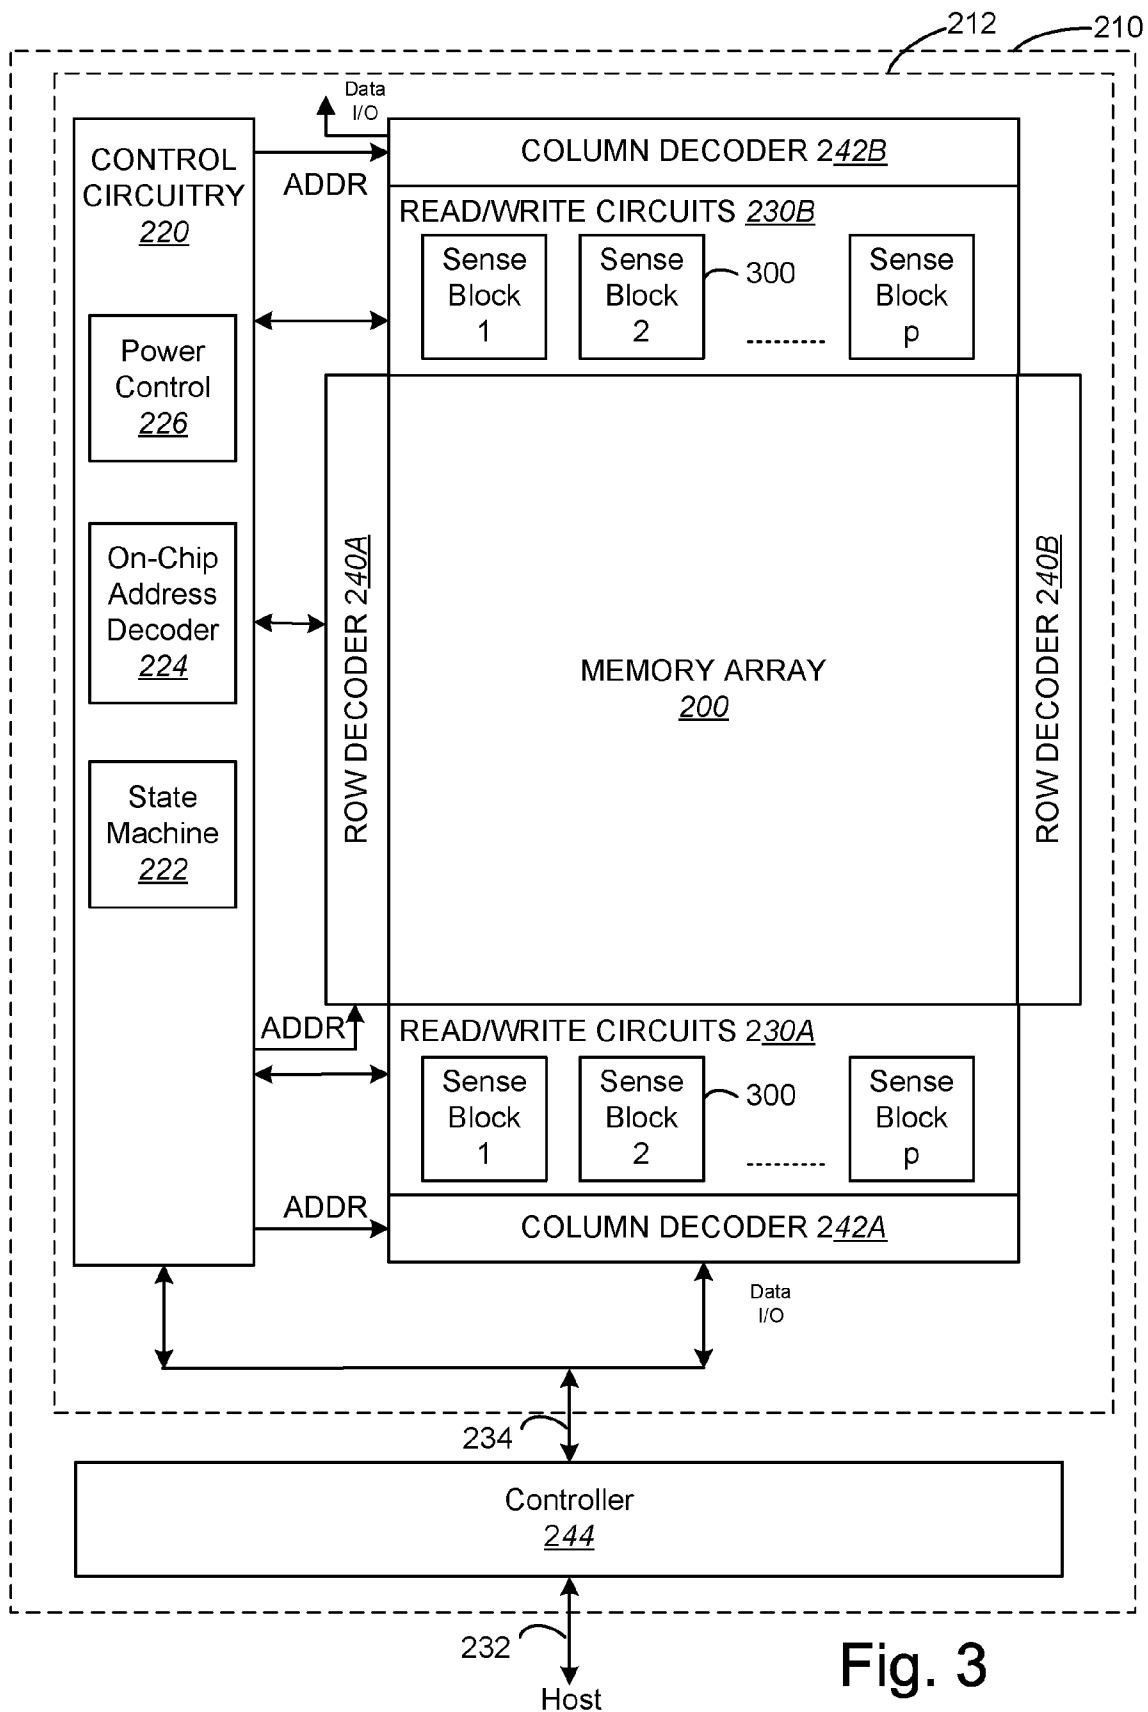 212
210
Data
I/O
CONTROL
CIRCUITRY
220
ADDR
COLUMN DECODER 242B
READ/WRITE CIRCUITS 230B
Sense
Block
1
Sense
Block
2
300
.........
Sense
Block
p
Power
Control
226
On-Chip
Address
Decoder
224
State
Machine
222
ROW DECODER 240A
MEMORY ARRAY
200
ROW DECODER 240B
ADDR
READ/WRITE CIRCUITS 230A
Sense
Block
1
Sense
Block
2
300
.........
Sense
Block
p
ADDR
COLUMN DECODER 242A
Data
I/O
234
Controller
244
232
Host
Fig. 3